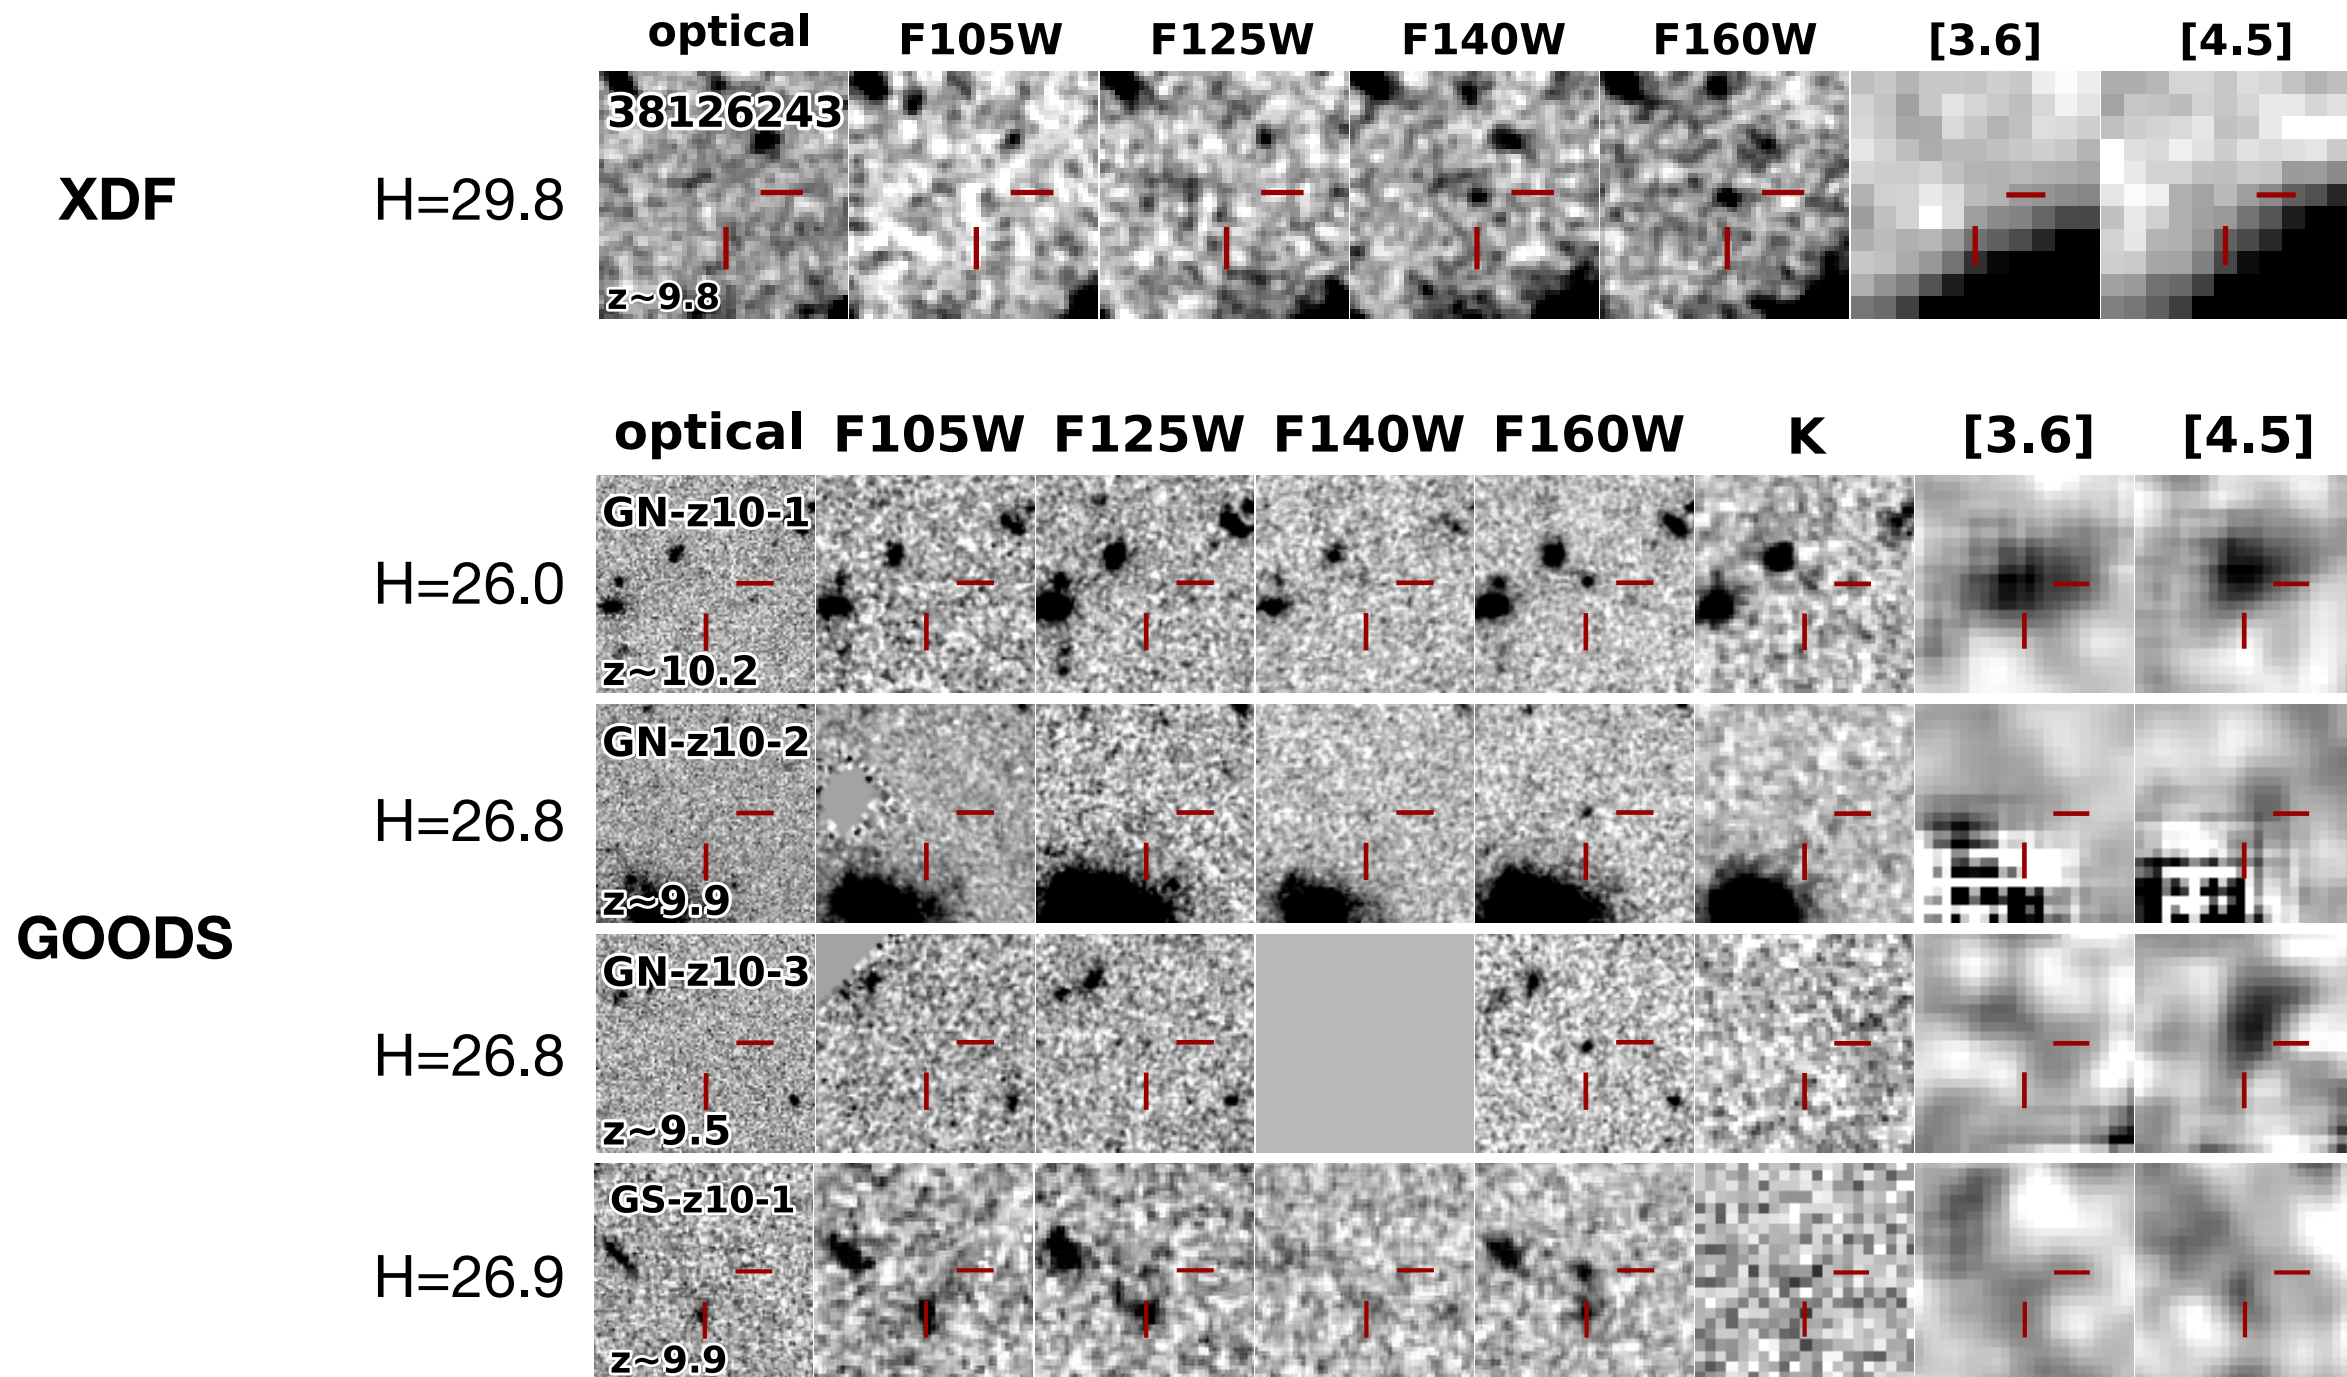 optical F105W F125W F140W F160W [3.6] [4.5]
XDF H=29.8 38126243
z~9.8
optical F105W F125W F140W F160W K [3.6] [4.5]
GOODS
H=26.0 GN-z10-1
z~10.2
H=26.8 GN-z10-2
z~9.9
H=26.8 GN-z10-3
z~9.5
H=26.9 GS-z10-1
z~9.9